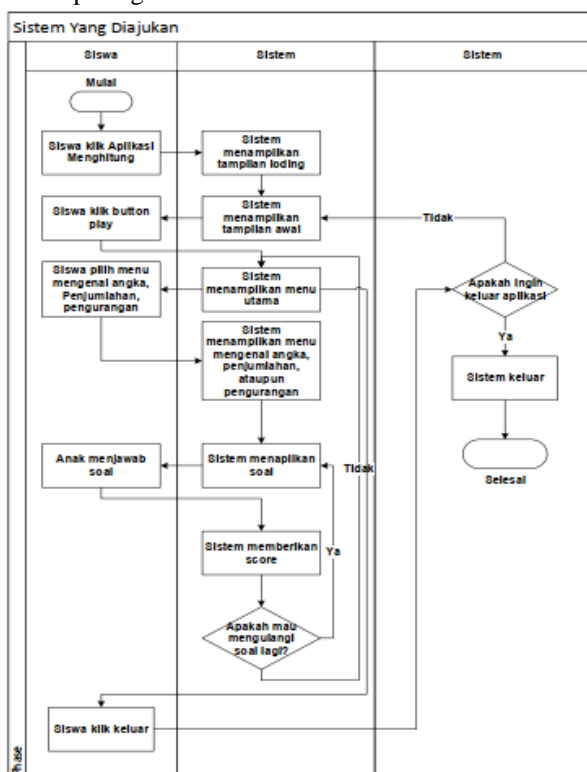 Sistem Yang Diajukan
Siswa
Sistem
Sistem
Mulai
Siswa klik Aplikasi
Menghitung
Sistem
menampilkan
tampilan loding
Siswa klik button
play
Sistem
menampilkan
tampilan awal
Tidak
Siswa pilih menu
mengenal angka,
Penjumlahan,
pengurangan
Sistem
menampilkan menu
utama
Apakah ingin
keluar aplikasi
Ya
Sistem
menampilkan menu
mengenal angka,
penjumlahan,
ataupun
pengurangan
Sistem keluar
Selesai
Anak menjawab
soal
Sistem menapilkan
soal
Tidak
Sistem memberikan
score
Ya
Apakah mau
mengulangi
soal lagi?
Siswa klik keluar
Phase